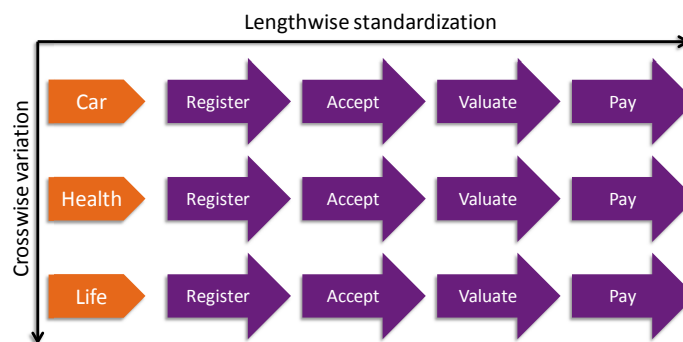 Lengthwise standardization
Crosswise variation
Car Register Accept Valuate Pay
Health Register Accept Valuate Pay
Life Register Accept Valuate Pay